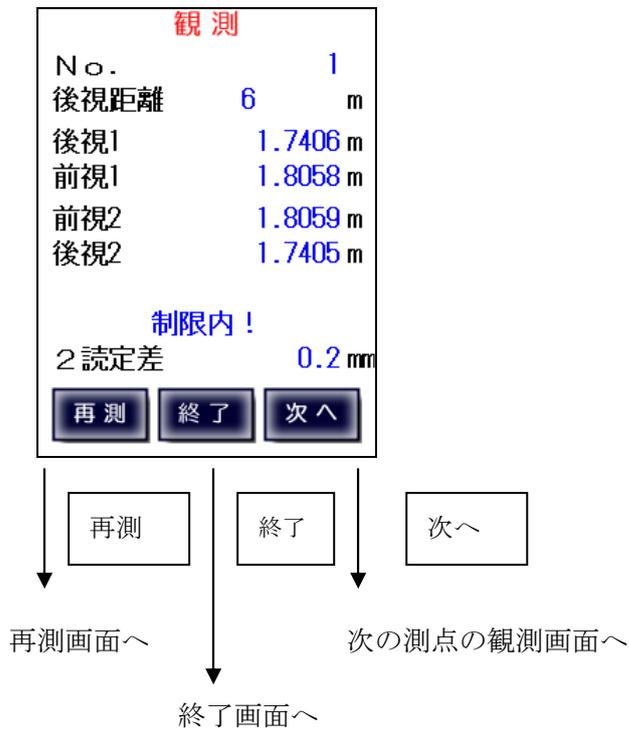 観測
No. 1
後視距離 6 m
後視1 1.7406 m
前視1 1.8058 m
前視2 1.8059 m
後視2 1.7405 m
制限内！
２読定差 0.2 mm
再測 終了 次へ
再測 終了 次へ
再測画面へ 次の測点の観測画面へ
終了画面へ